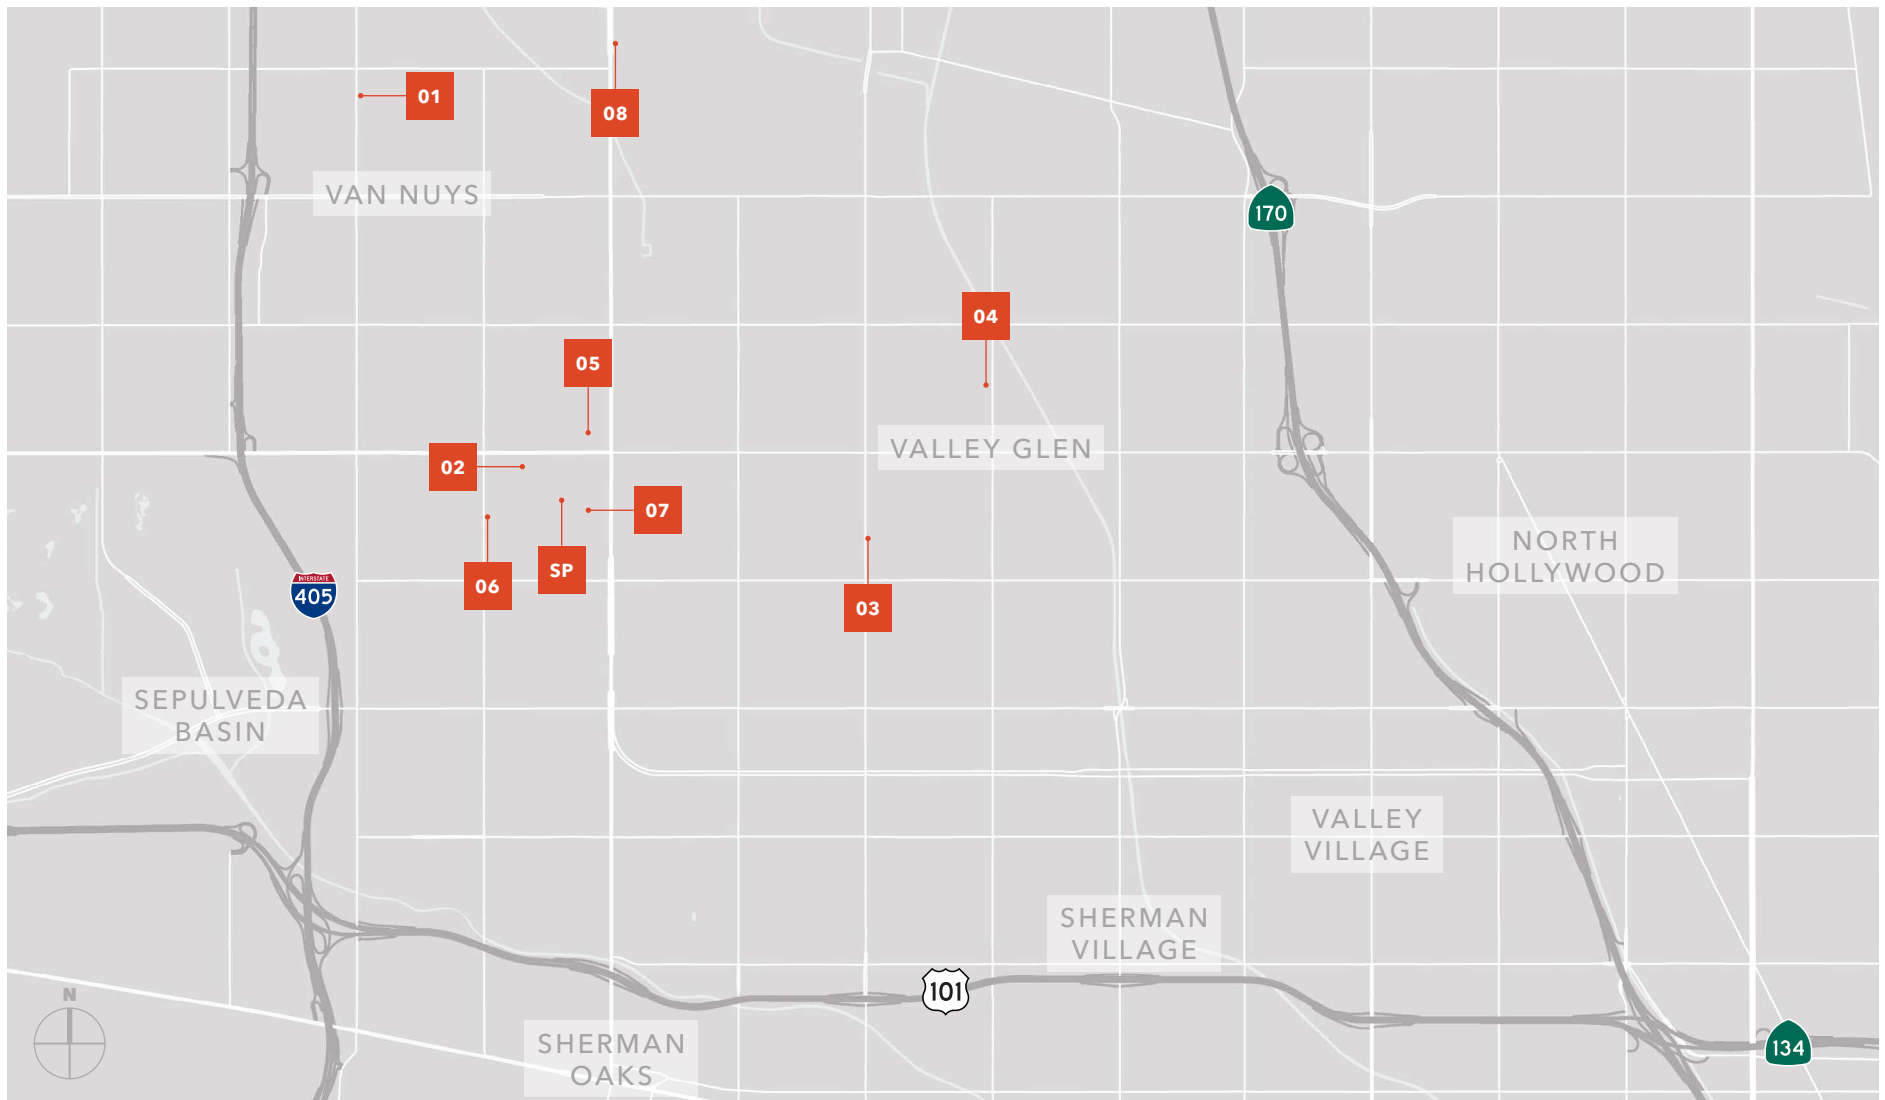 01
08
VAN NUYS
170
04
05
VALLEY GLEN
02
07
NORTH
HOLLYWOOD
SP
06
INTERSTATE
405
03
SEPULVEDA
BASIN
VALLEY
VILLAGE
SHERMAN
VILLAGE
101
N
SHERMAN
OAKS
134